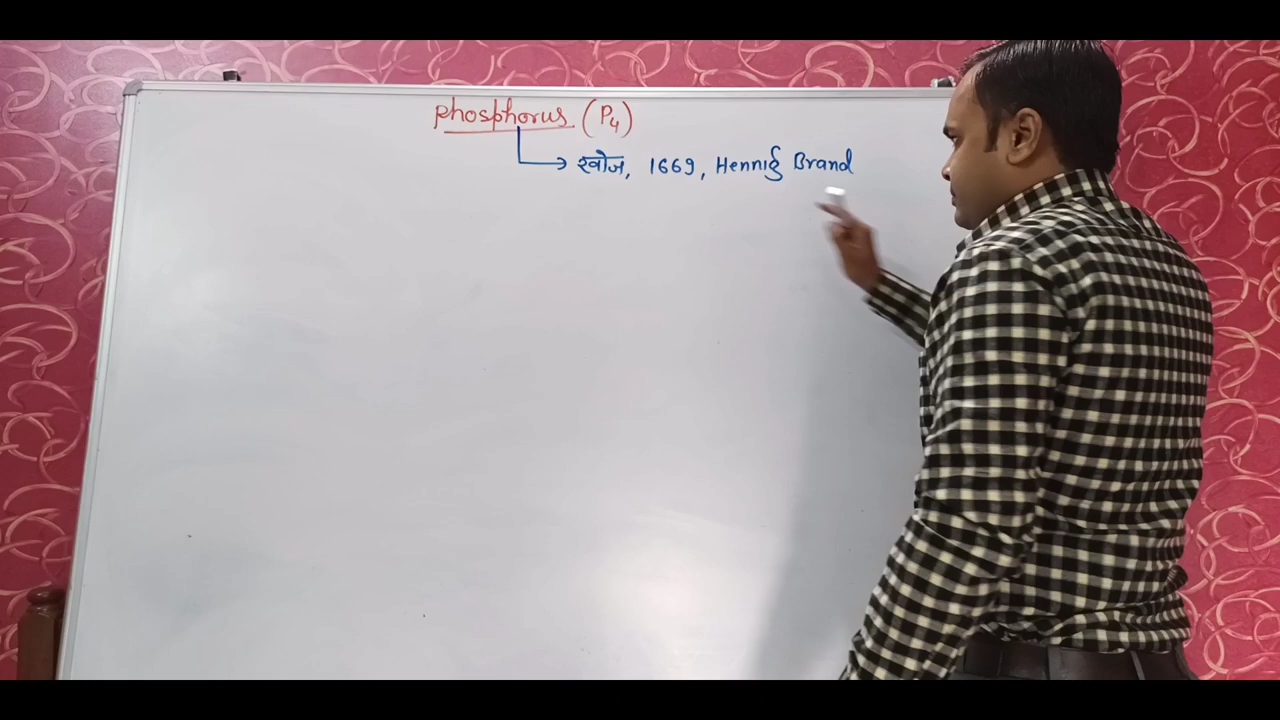 phosphorus (P₄)
खोज, 1669, Hennig Brand